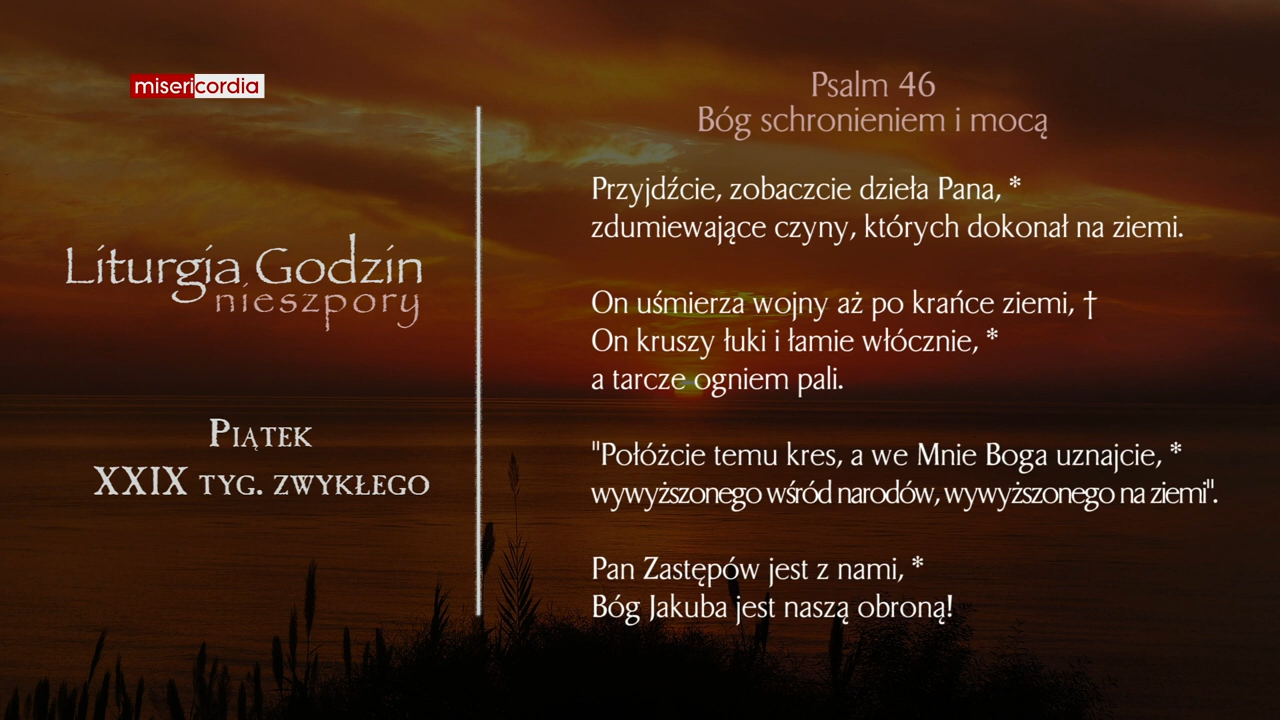 misericordia
Liturgia Godzin
nieszpory
Piątek
XXIX tyg. zwykłego
Psalm 46
Bóg schronieniem i mocą
Przyjdźcie, zobaczcie dzieła Pana, *
zdumiewające czyny, których dokonał na ziemi.
On uśmierza wojny aż po krańce ziemi, †
On kruszy łuki i łamie włócznie, *
a tarcze ogniem pali.
"Połóżcie temu kres, a we Mnie Boga uznajcie, *
wywyższonego wśród narodów, wywyższonego na ziemi".
Pan Zastępów jest z nami, *
Bóg Jakuba jest naszą obroną!